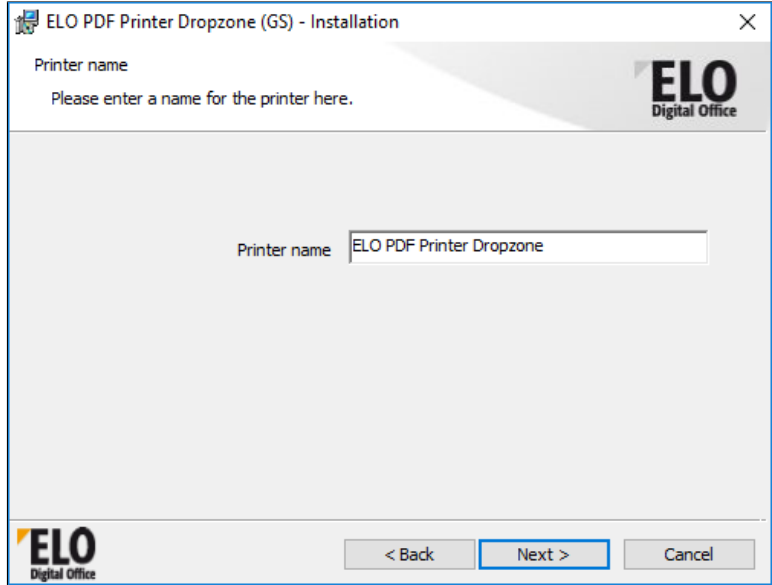 ELO PDF Printer Dropzone (GS) - Installation
Printer name
Please enter a name for the printer here.
ELO
Digital Office
Printer name
ELO PDF Printer Dropzone
ELO
Digital Office
< Back
Next >
Cancel